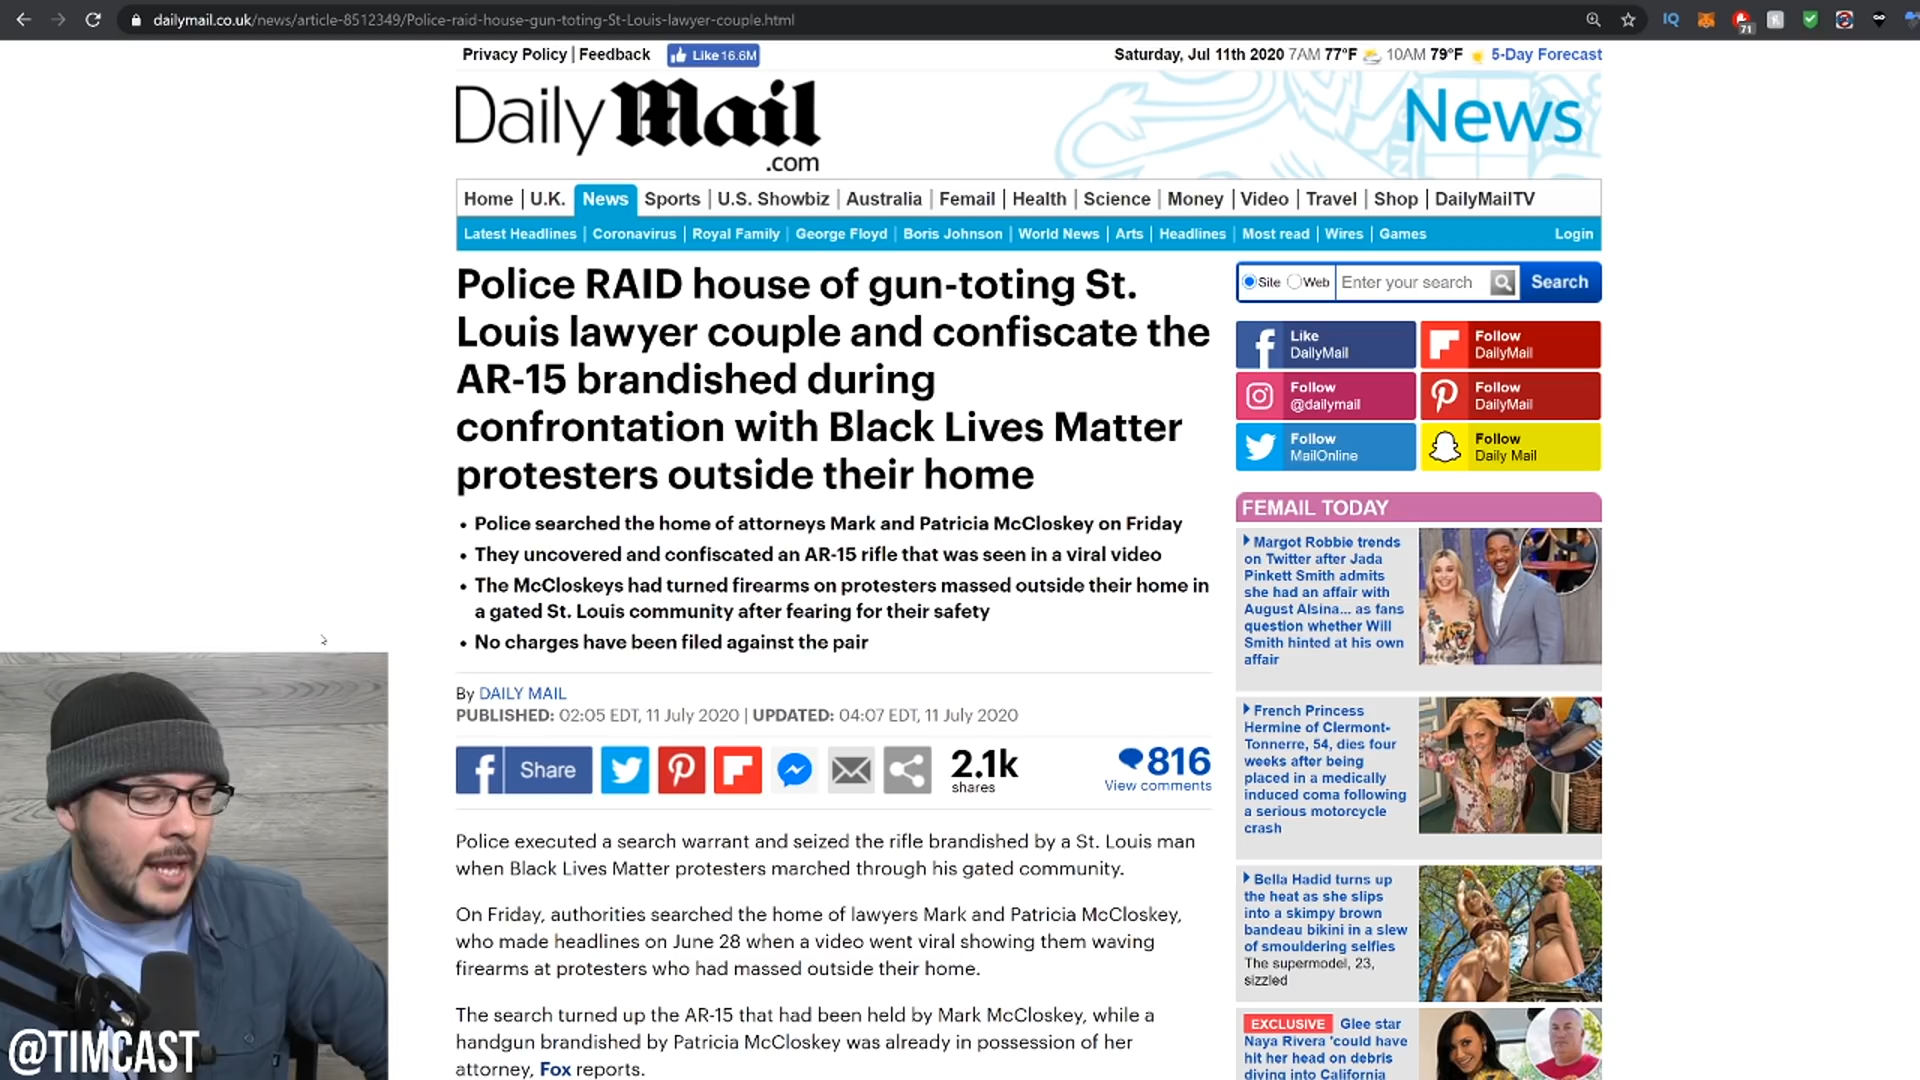 dailymail.co.uk/news/article-8512349/Police-raid-house-gun-toting-St-Louis-lawyer-couple.html
IQ
71
Privacy Policy | Feedback
Like 16.6M
Saturday, Jul 11th 2020 7AM 77°F 10AM 79°F 5-Day Forecast
Daily Mail
.com
News
Home | U.K. News Sports | U.S. Showbiz | Australia | Femail | Health | Science | Money | Video | Travel | Shop | DailyMailTV
Latest Headlines | Coronavirus | Royal Family | George Floyd | Boris Johnson | World News | Arts | Headlines | Most read | Wires | Games
Login
Police RAID house of gun-toting St.
Louis lawyer couple and confiscate the
AR-15 brandished during
confrontation with Black Lives Matter
protesters outside their home
• Police searched the home of attorneys Mark and Patricia McCloskey on Friday
• They uncovered and confiscated an AR-15 rifle that was seen in a viral video
• The McCloskeys had turned firearms on protesters massed outside their home in
a gated St. Louis community after fearing for their safety
• No charges have been filed against the pair
By DAILY MAIL
PUBLISHED: 02:05 EDT, 11 July 2020 | UPDATED: 04:07 EDT, 11 July 2020
Share
2.1k
shares
816
View comments
Police executed a search warrant and seized the rifle brandished by a St. Louis man
when Black Lives Matter protesters marched through his gated community.
On Friday, authorities searched the home of lawyers Mark and Patricia McCloskey,
who made headlines on June 28 when a video went viral showing them waving
firearms at protesters who had massed outside their home.
The search turned up the AR-15 that had been held by Mark McCloskey, while a
handgun brandished by Patricia McCloskey was already in possession of her
attorney, Fox reports.
Site Web Enter your search Search
Like
DailyMail
Follow
DailyMail
Follow
@dailymail
Follow
DailyMail
Follow
MailOnline
Follow
Daily Mail
FEMAIL TODAY
Margot Robbie trends
on Twitter after Jada
Pinkett Smith admits
she had an affair with
August Alsina... as fans
question whether Will
Smith hinted at his own
affair
French Princess
Hermine of Clermont-
Tonnerre, 54, dies four
weeks after being
placed in a medically
induced coma following
a serious motorcycle
crash
Bella Hadid turns up
the heat as she slips
into a skimpy brown
bandeau bikini in a slew
of smouldering selfies
The supermodel, 23,
sizzled
EXCLUSIVE Glee star
Naya Rivera 'could have
hit her head on debris
diving into California
@TIMCAST